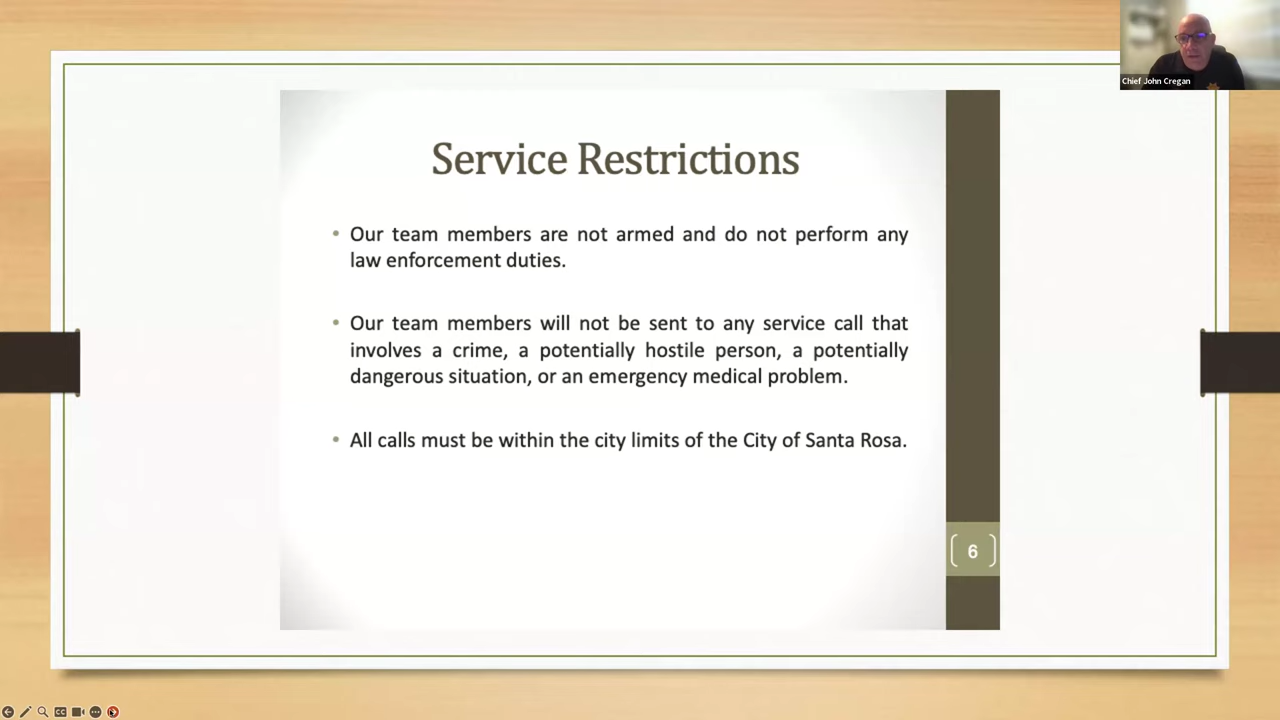 Chief John Cregan
Service Restrictions
• Our team members are not armed and do not perform any
law enforcement duties.
• Our team members will not be sent to any service call that
involves a crime, a potentially hostile person, a potentially
dangerous situation, or an emergency medical problem.
• All calls must be within the city limits of the City of Santa Rosa.
6
CC